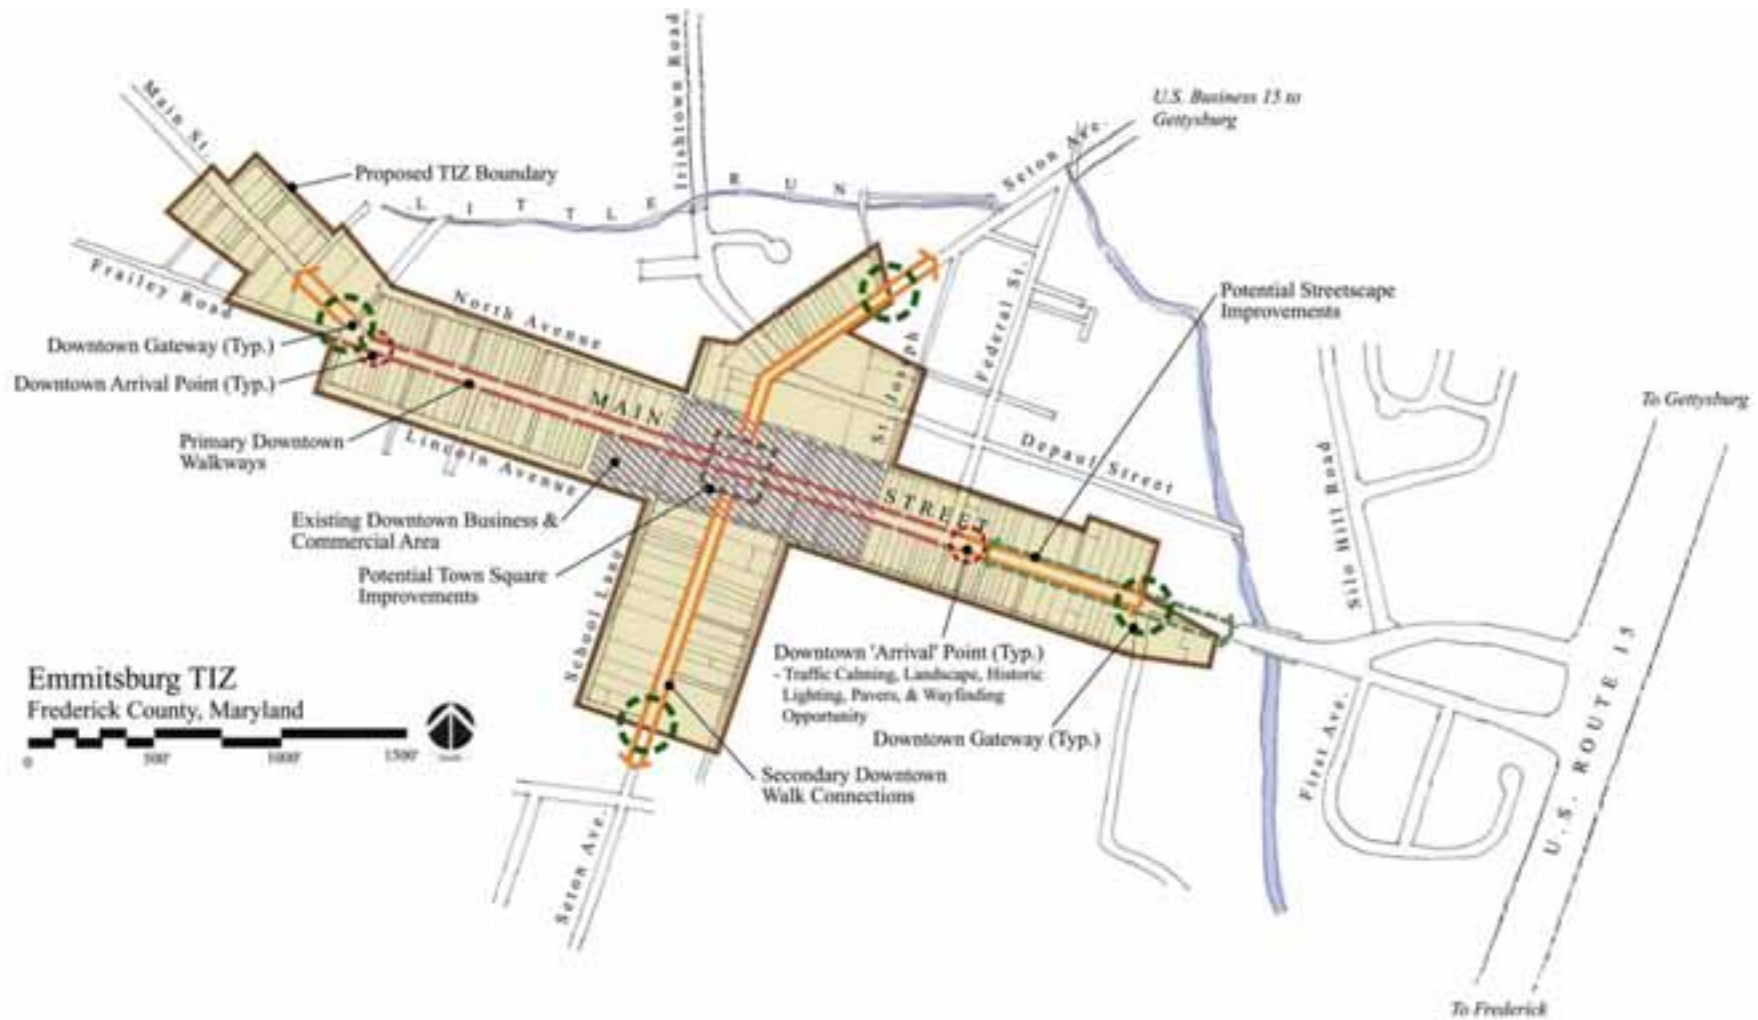 Main St.
Irishtown Road
U.S. Business 15 to
Gettysburg
Seton Ave.
Proposed TIZ Boundary
LITTLE RUN
Frailey Road
North Avenue
Federal St.
Potential Streetscape
Improvements
Downtown Gateway (Typ.)
Downtown Arrival Point (Typ.)
St. Joseph
To Gettysburg
MAIN
Primary Downtown
Walkways
Lincoln Avenue
Depaul Street
Silo Hill Road
STREET
Existing Downtown Business &
Commercial Area
Potential Town Square
Improvements
School Lane
Downtown 'Arrival' Point (Typ.)
- Traffic Calming, Landscape, Historic
Lighting, Pavers, & Wayfinding
Opportunity
Downtown Gateway (Typ.)
Emmitsburg TIZ
Frederick County, Maryland
0 500' 1000' 1500'
Secondary Downtown
Walk Connections
First Ave.
U.S. ROUTE 15
Seton Ave.
To Frederick